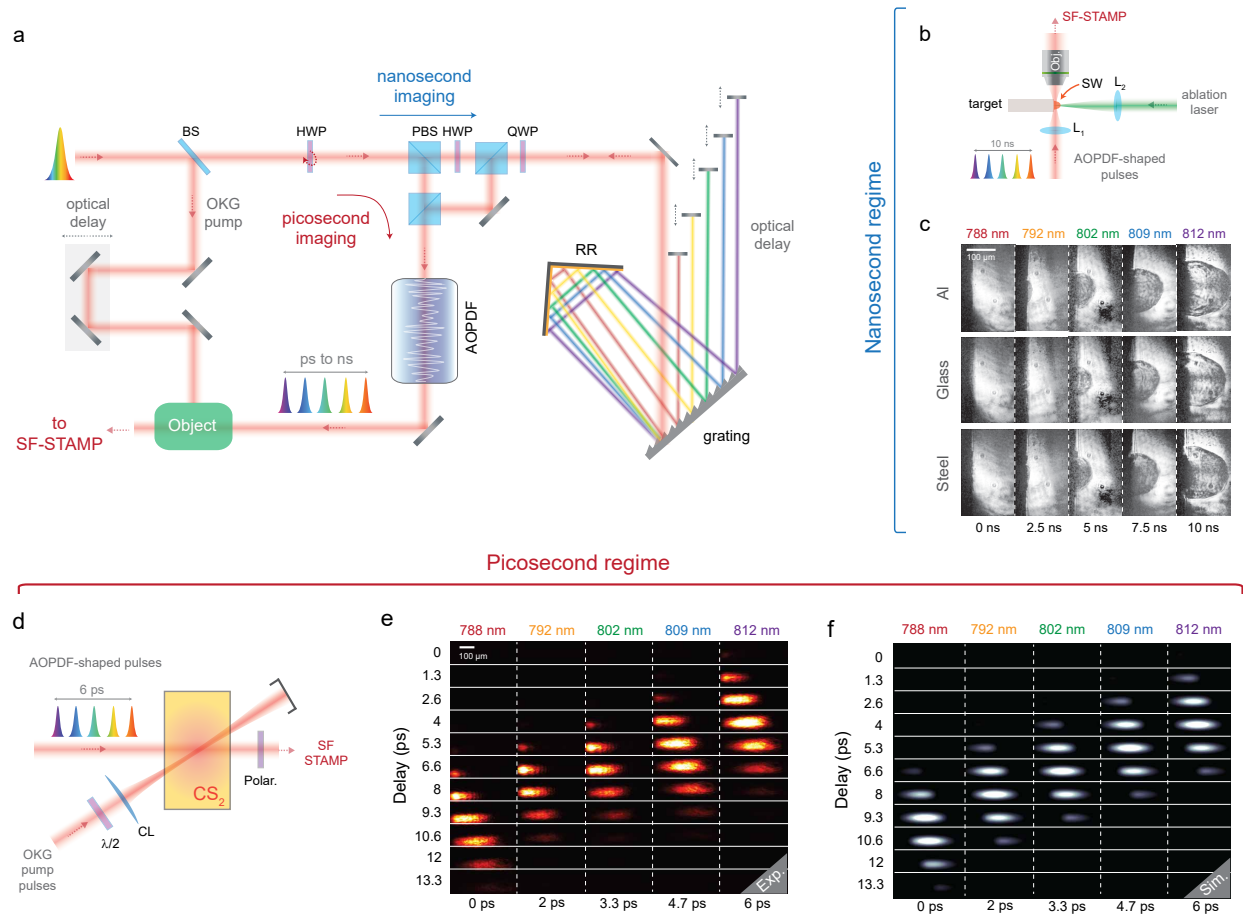 a
nanosecond
imaging
BS
HWP
PBS
HWP
QWP
optical
delay
OKG
pump
picosecond
imaging
optical
delay
RR
AOPDF
ps to ns
grating
to
SF-STAMP
Object
Nanosecond regime
b
SF-STAMP
Obj.
SW
L2
target
ablation
laser
L1
10 ns
AOPDF-shaped
pulses
c
788 nm
792 nm
802 nm
809 nm
812 nm
100 µm
Al
Glass
Steel
0 ns
2.5 ns
5 ns
7.5 ns
10 ns
Picosecond regime
d
AOPDF-shaped pulses
6 ps
SF
STAMP
Polar.
CS2
CL
λ/2
OKG
pump
pulses
e
788 nm
792 nm
802 nm
809 nm
812 nm
100 µm
Delay (ps)
0
1.3
2.6
4
5.3
6.6
8
9.3
10.6
12
13.3
Exp.
0 ps
2 ps
3.3 ps
4.7 ps
6 ps
f
788 nm
792 nm
802 nm
809 nm
812 nm
Delay (ps)
0
1.3
2.6
4
5.3
6.6
8
9.3
10.6
12
13.3
Sim.
0 ps
2 ps
3.3 ps
4.7 ps
6 ps